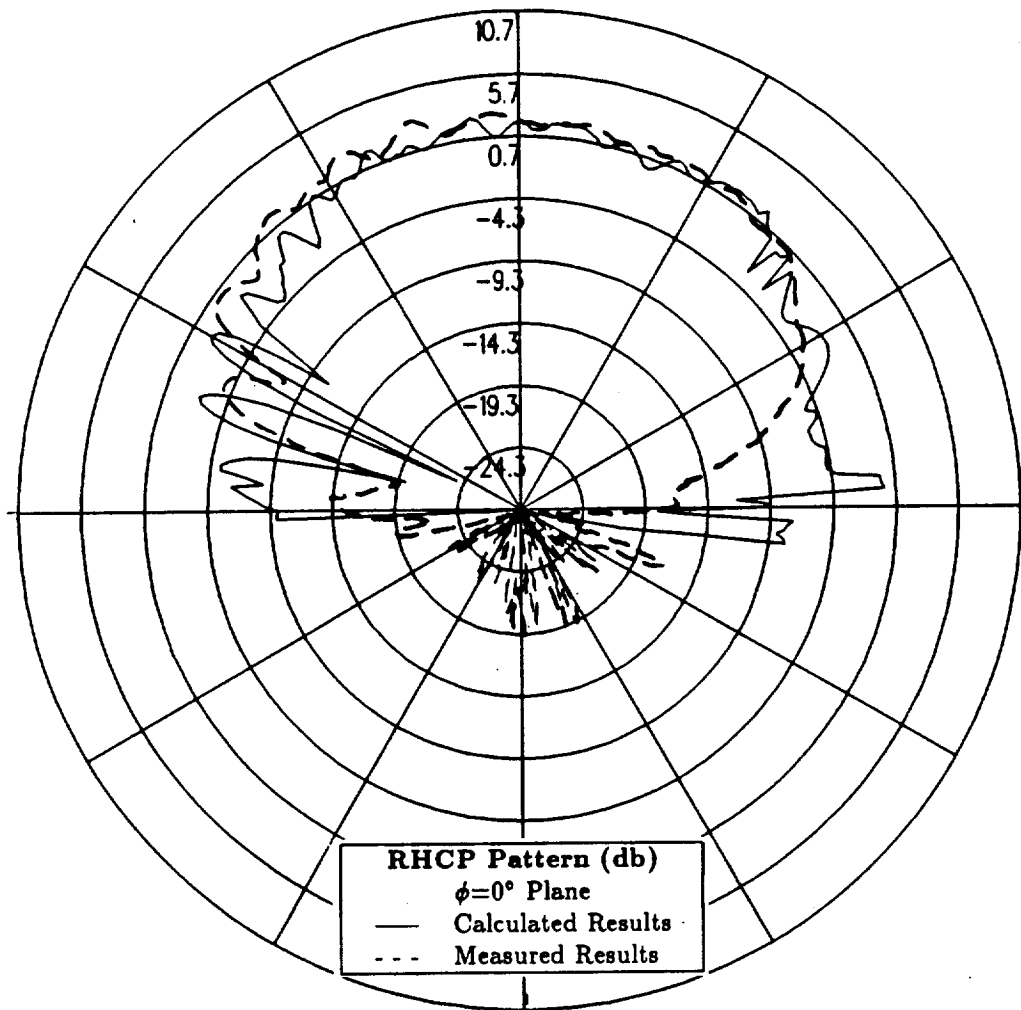 10.7
5.7
0.7
-4.3
-9.3
-14.3
-19.3
-24.3
RHCP Pattern (db)
ϕ=0° Plane
— Calculated Results
--- Measured Results